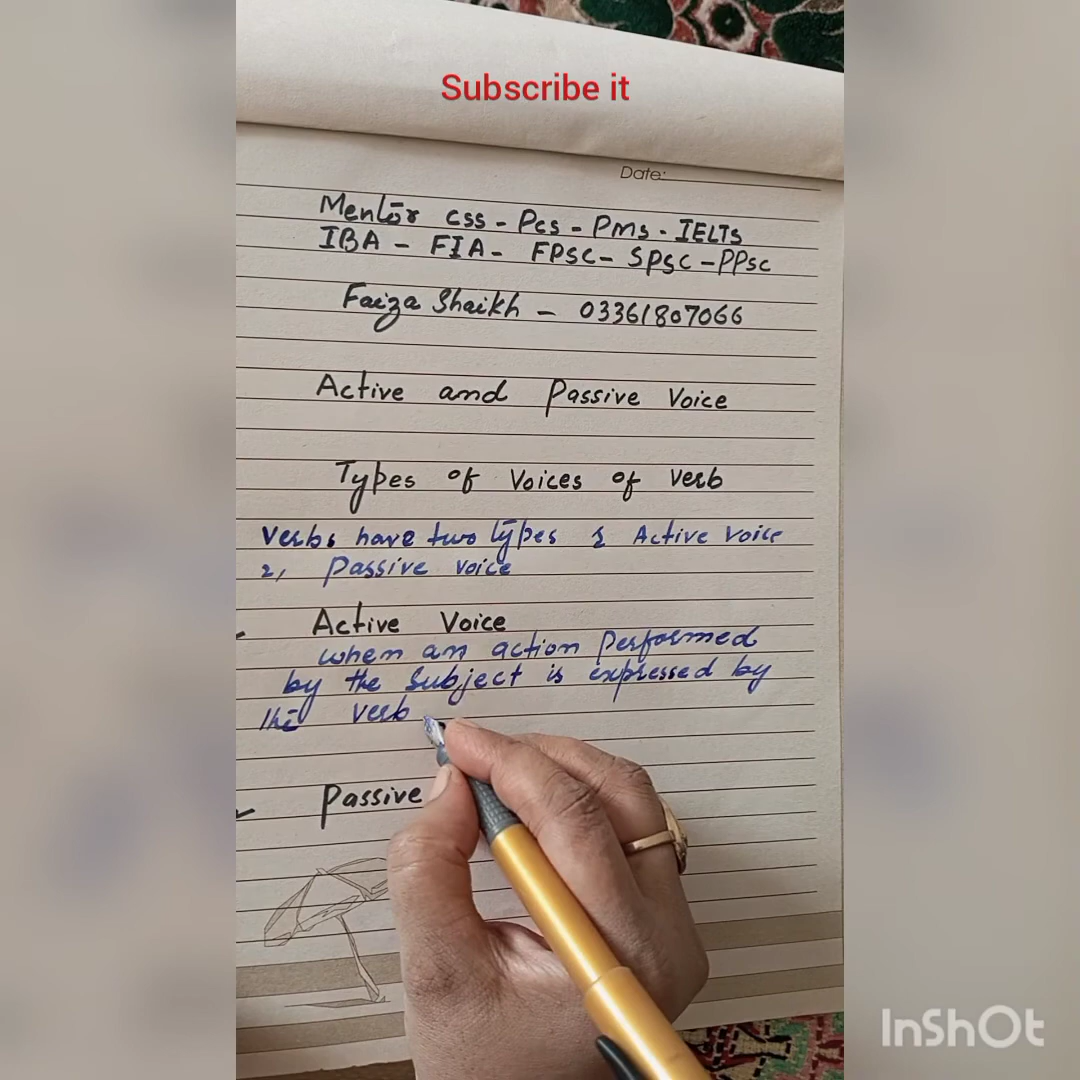 Subscribe it
Date:
Mentor CSS - PCS - PMS - IELTS
IBA - FIA - FPSC - SPSC - PPSC
Faiza Shaikh - 03361807066
Active and Passive Voice
Types of Voices of verb
Verbs have two types 1 Active voice
2, Passive voice
Active Voice
when an action performed
by the subject is expressed by
the verb
Passive
InShOt